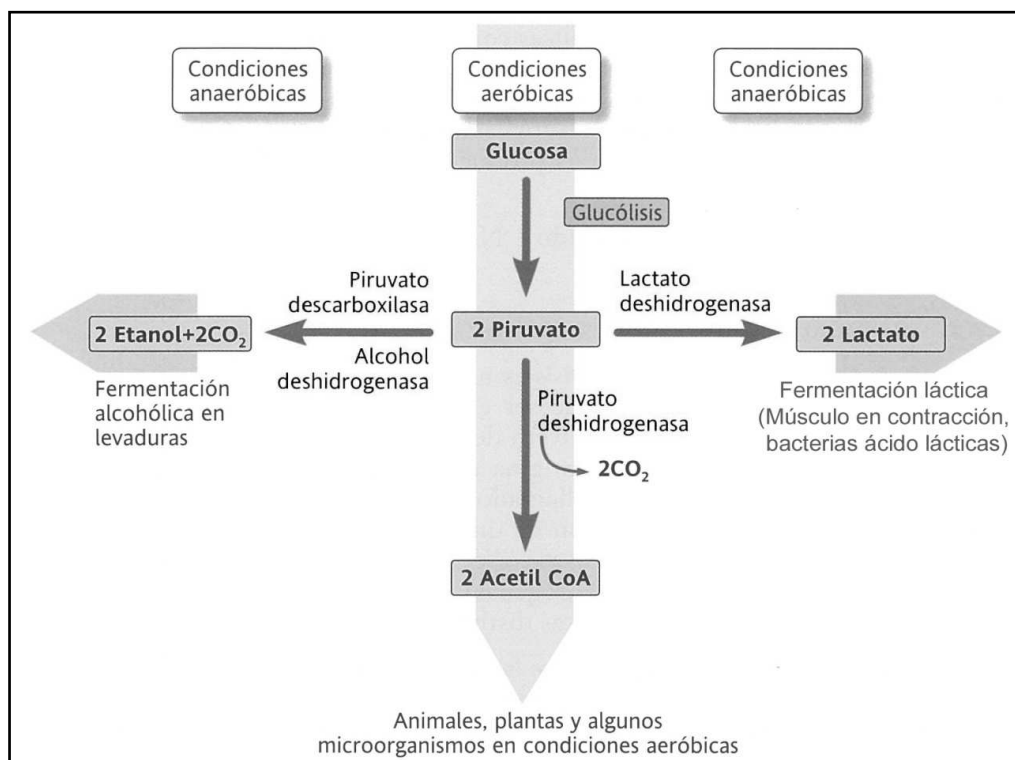 Condiciones
anaeróbicas
Condiciones
aeróbicas
Condiciones
anaeróbicas
Glucosa
Glucólisis
Piruvato
descarboxilasa
Lactato
deshidrogenasa
2 Etanol+2CO₂
2 Piruvato
2 Lactato
Alcohol
deshidrogenasa
Fermentación
alcohólica en
levaduras
Fermentación láctica
(Músculo en contracción,
bacterias ácido lácticas)
Piruvato
deshidrogenasa
2CO₂
2 Acetil CoA
Animales, plantas y algunos
microorganismos en condiciones aeróbicas